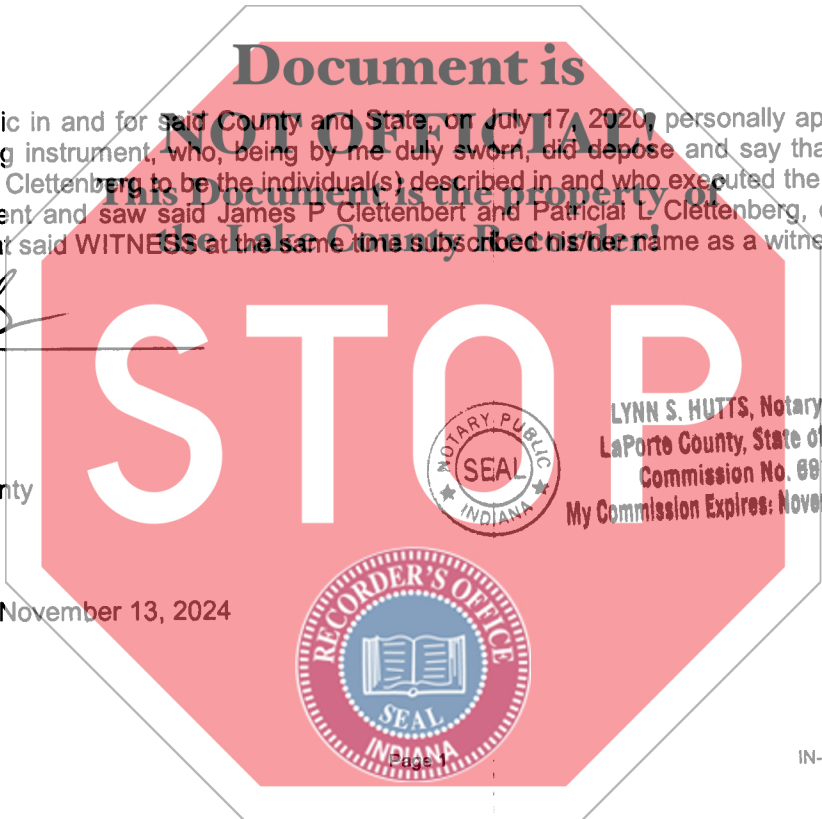 Document is
NOT OFFICIAL!
This Document is the property of
the Lake County Recorder!
ic in and for said County and State, on July 17, 2020, personally ap
g instrument, who, being by me duly sworn, did depose and say tha
Clettenberg to be the individual(s) described in and who executed the
ent and saw said James P Clettenbert and Patricial L Clettenberg,
t said WITNESS at the same time subscribed his/her name as a witne
STOP
NOTARY PUBLIC
SEAL
INDIANA
LYNN S. HUTTS, Notary
LaPorte County, State of
Commission No. 69
My Commission Expires: Nove
nty
November 13, 2024
RECORDER'S OFFICE
SEAL
INDIANA
Page 1
IN-